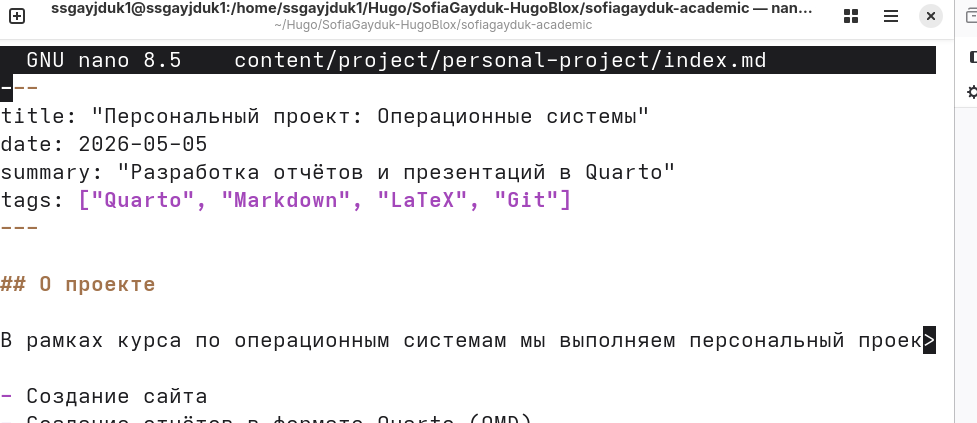 ssgayjduk1@ssgayjduk1:/home/ssgayjduk1/Hugo/SofiaGayduk-HugoBlox/sofiagayduk-academic — nan...
~/Hugo/SofiaGayduk-HugoBlox/sofiagayduk-academic
GNU nano 8.5 content/project/personal-project/index.md
---
title: "Персональный проект: Операционные системы"
date: 2026-05-05
summary: "Разработка отчётов и презентаций в Quarto"
tags: ["Quarto", "Markdown", "LaTeX", "Git"]
---
## О проекте
В рамках курса по операционным системам мы выполняем персональный проек>
- Создание сайта
- Создание отчётов в формате Quarto (QMD)